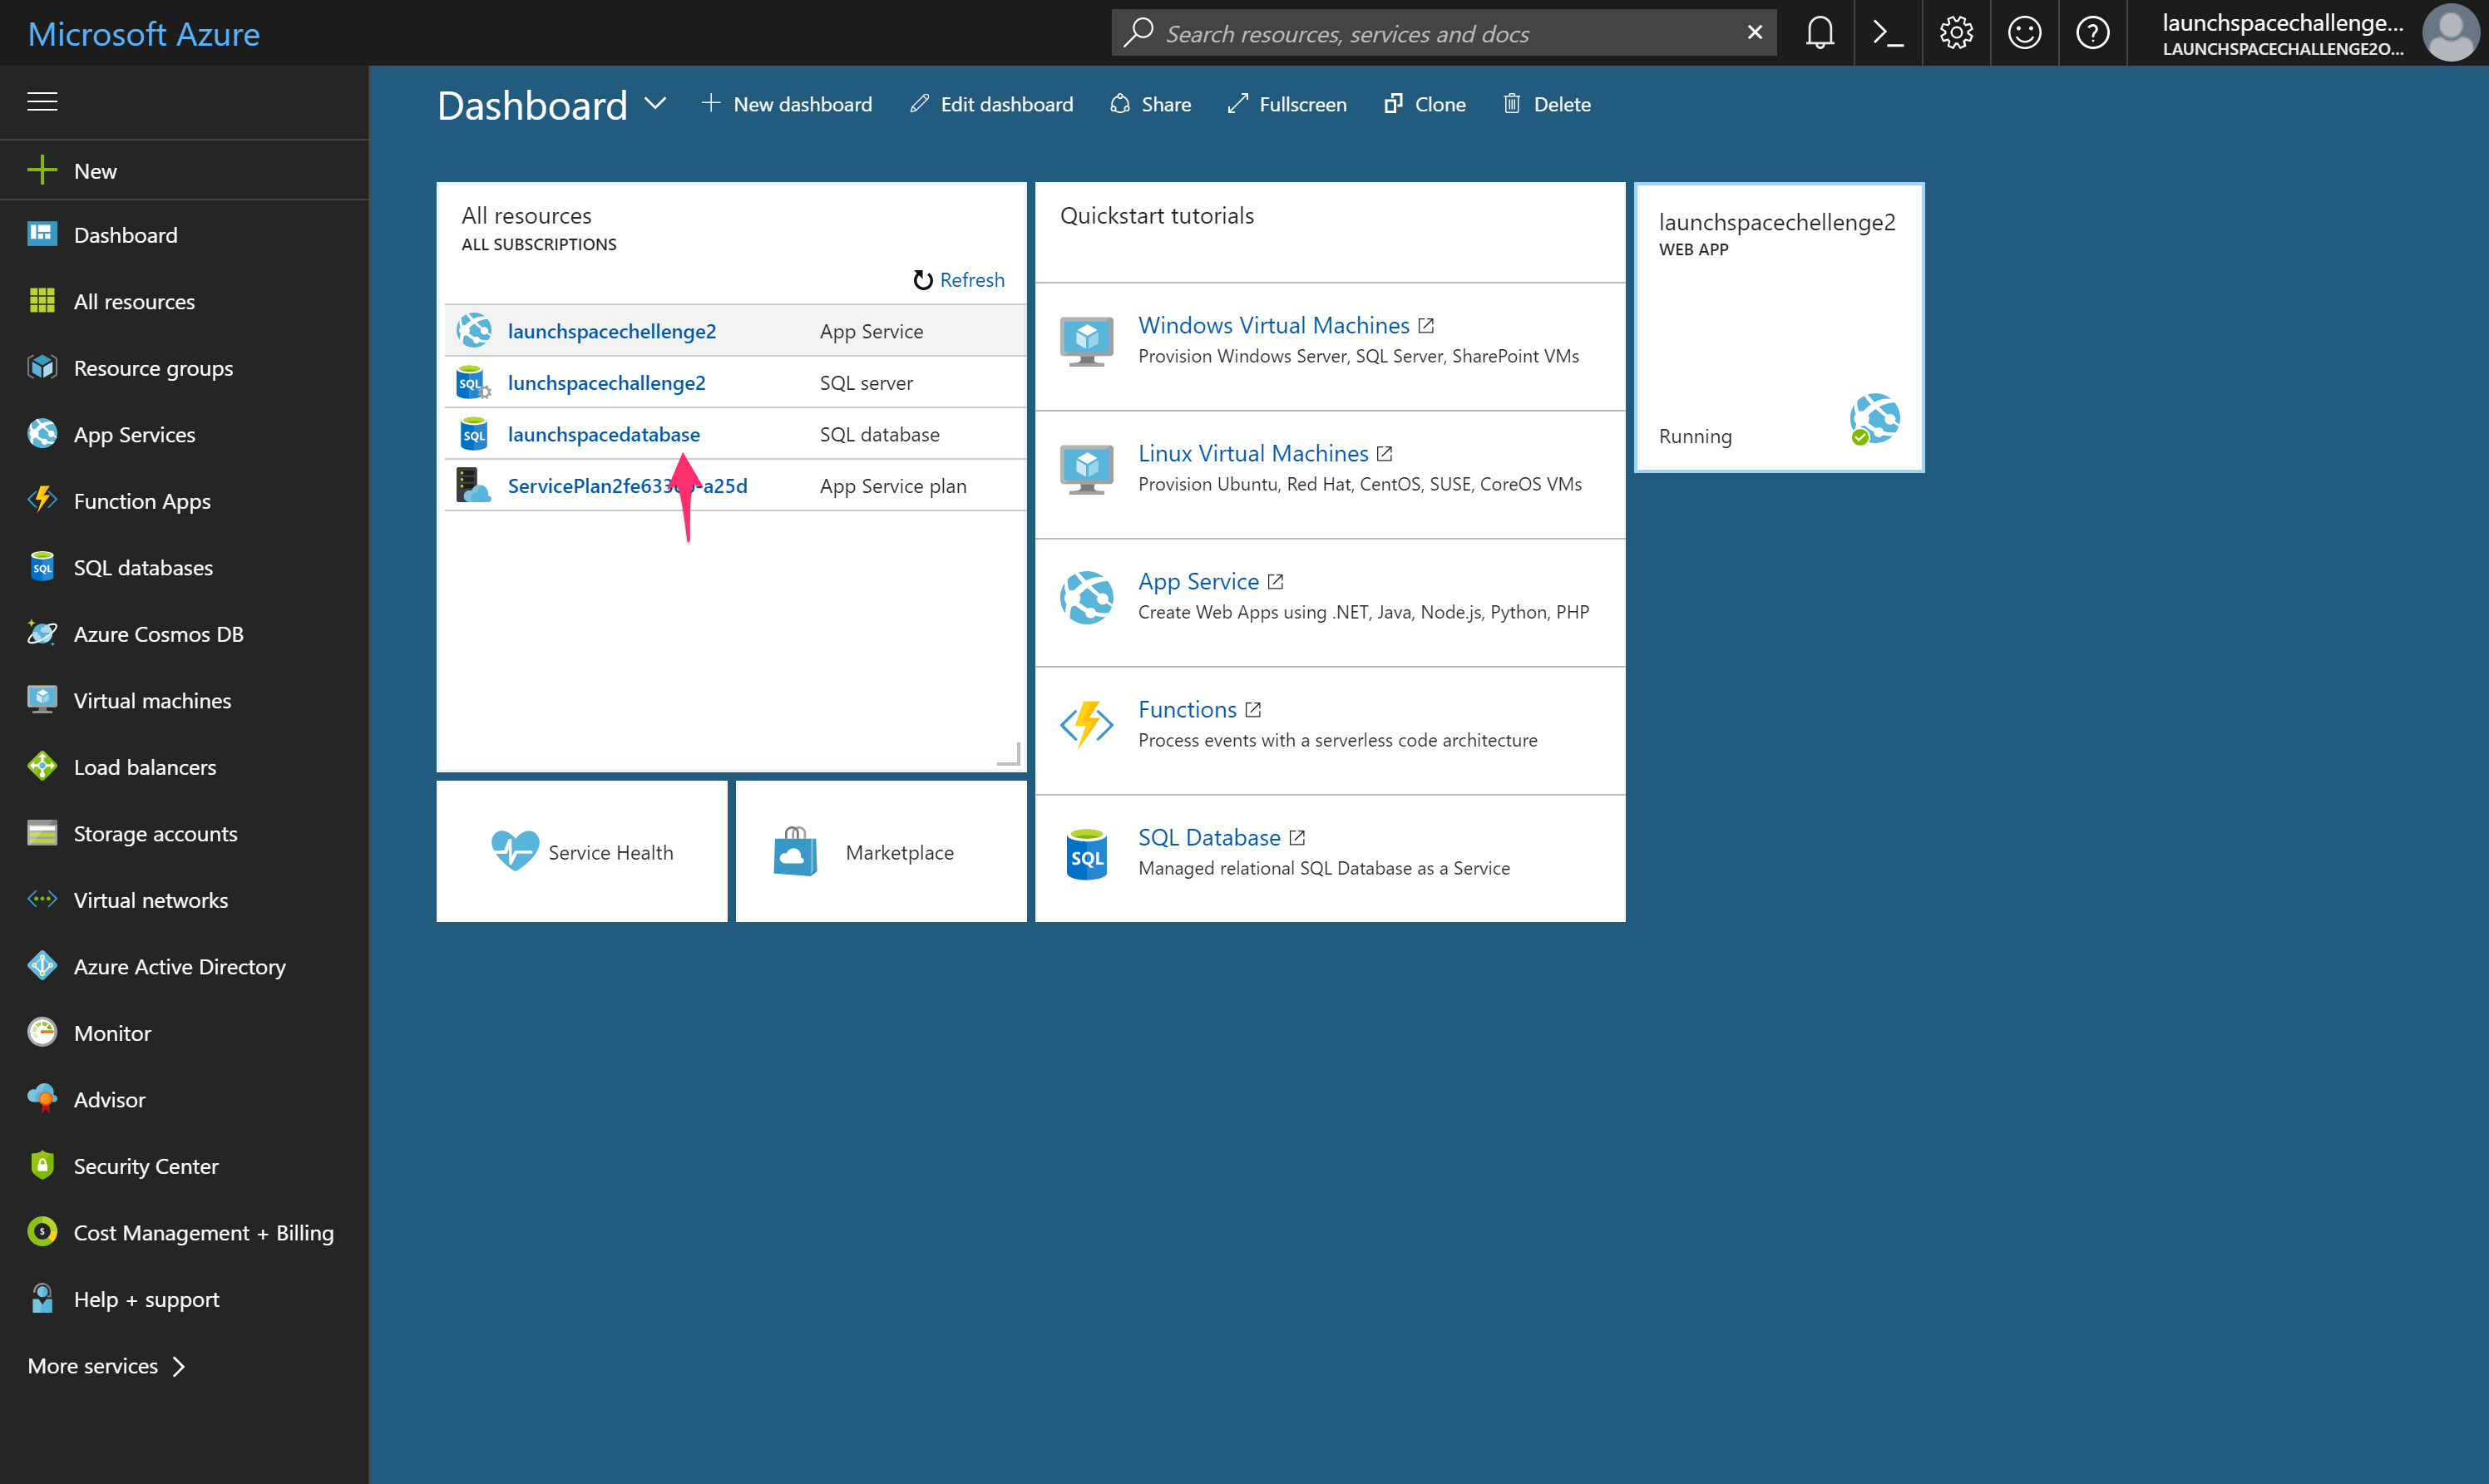 Microsoft Azure
Search resources, services and docs
launchspacechallenge...
LAUNCHSPACECHALLENGE2O...
New
Dashboard
All resources
Resource groups
App Services
Function Apps
SQL databases
Azure Cosmos DB
Virtual machines
Load balancers
Storage accounts
Virtual networks
Azure Active Directory
Monitor
Advisor
Security Center
Cost Management + Billing
Help + support
More services
Dashboard New dashboard Edit dashboard Share Fullscreen Clone Delete
All resources
ALL SUBSCRIPTIONS
Refresh
launchspacechellenge2 App Service
SQL lunchspacechallenge2 SQL server
SQL launchspacedatabase SQL database
App Service plan
Service Health
Marketplace
Quickstart tutorials
Windows Virtual Machines
Provision Windows Server, SQL Server, SharePoint VMs
Linux Virtual Machines
Provision Ubuntu, Red Hat, CentOS, SUSE, CoreOS VMs
App Service
Create Web Apps using .NET, Java, Node.js, Python, PHP
Functions
Process events with a serverless code architecture
SQL
SQL Database
Managed relational SQL Database as a Service
launchspacechellenge2
WEB APP
Running